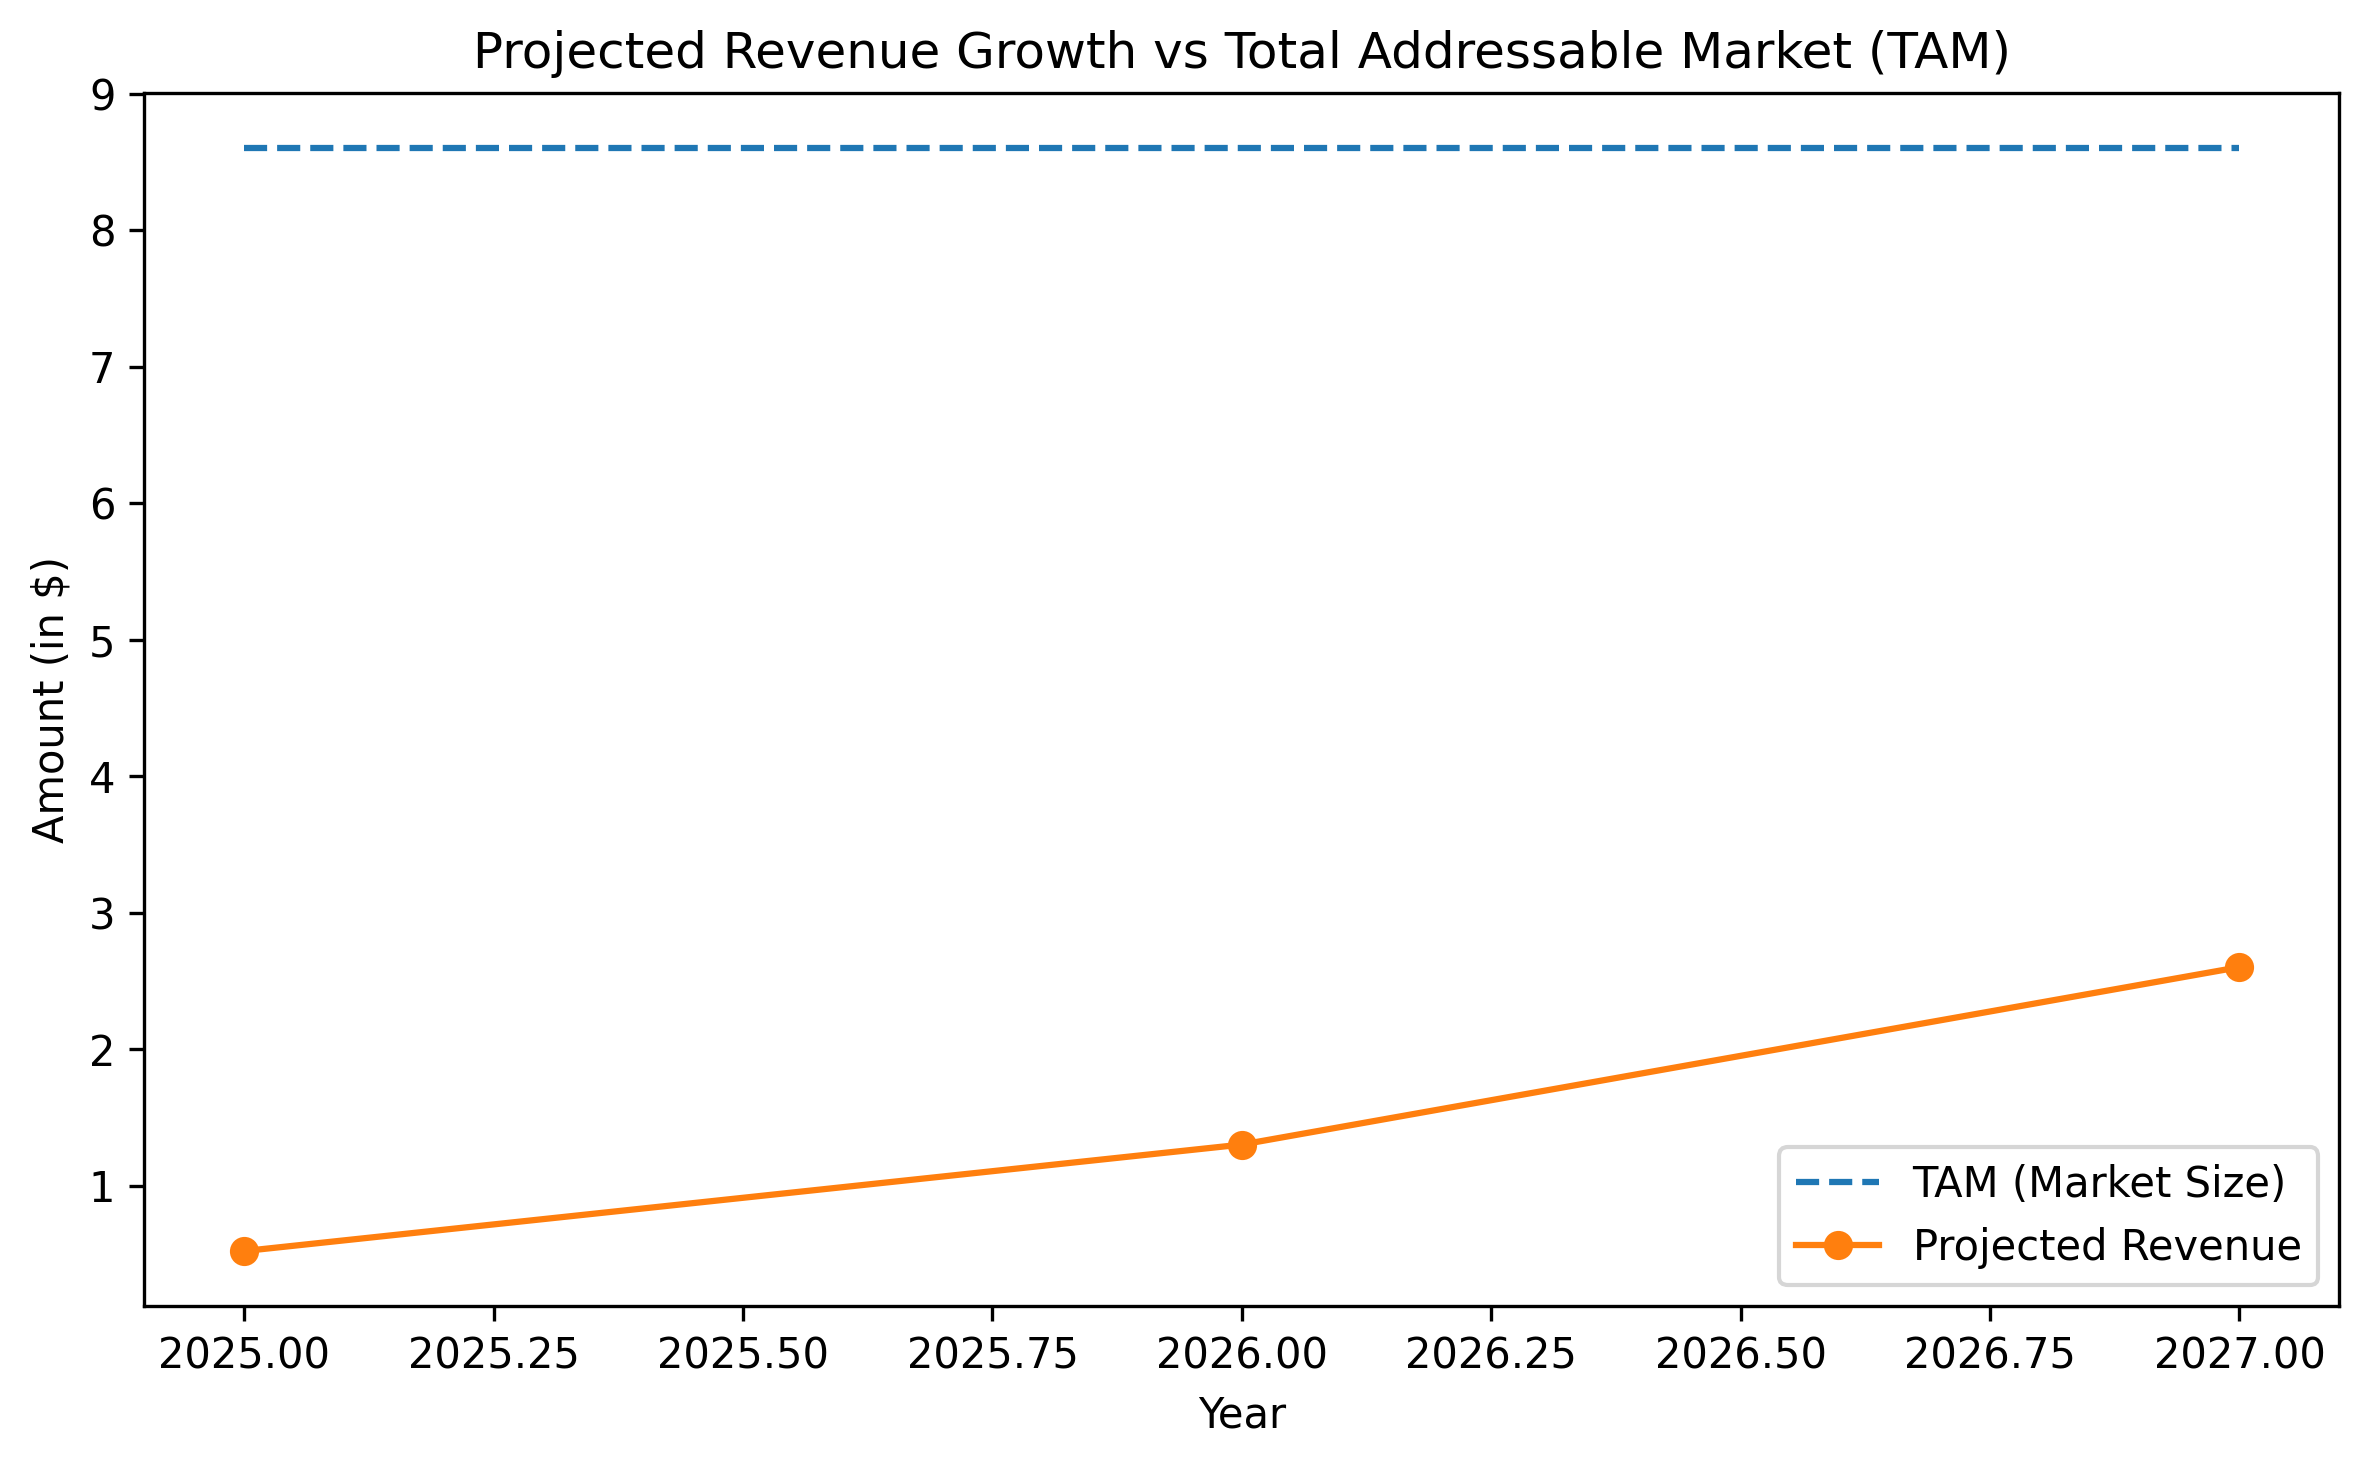 Projected Revenue Growth vs Total Addressable Market (TAM)
Amount (in $)
9
8
7
6
5
4
3
2
1
TAM (Market Size)
Projected Revenue
2025.00 2025.25 2025.50 2025.75 2026.00 2026.25 2026.50 2026.75 2027.00
Year